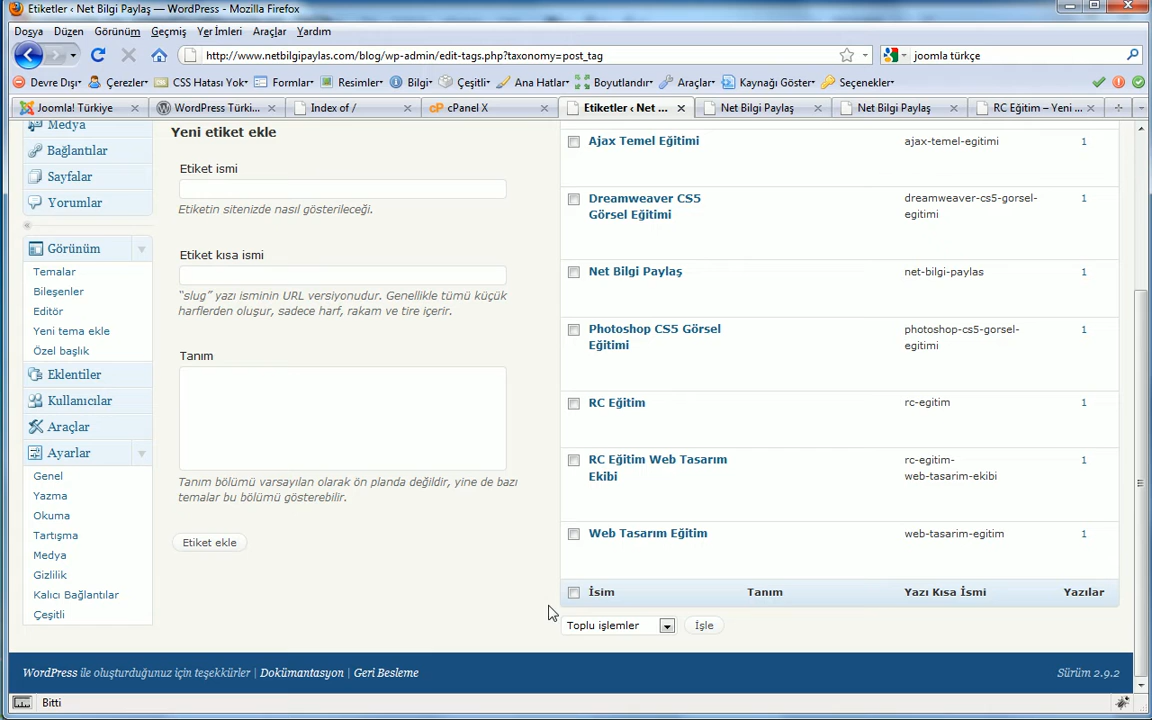 Etiketler ‹ Net Bilgi Paylaş — WordPress - Mozilla Firefox
Dosya Düzen Görünüm Geçmiş Yer İmleri Araçlar Yardım
http://www.netbilgipaylas.com/blog/wp-admin/edit-tags.php?taxonomy=post_tag
joomla türkçe
Devre Dışı Çerezler CSS Hatası Yok Formlar Resimler Bilgi Çeşitli Ana Hatlar Boyutlandır Araçlar Kaynağı Göster Seçenekler
Joomla! Türkiye
WordPress Türki...
Index of /
cPanel X
Etiketler ‹ Net ...
Net Bilgi Paylaş
Net Bilgi Paylaş
RC Eğitim – Yeni ...
Medya
Bağlantılar
Sayfalar
Yorumlar
Görünüm
Temalar
Bileşenler
Editör
Yeni tema ekle
Özel başlık
Eklentiler
Kullanıcılar
Araçlar
Ayarlar
Genel
Yazma
Okuma
Tartışma
Medya
Gizlilik
Kalıcı Bağlantılar
Çeşitli
Yeni etiket ekle
Etiket ismi
Etiketin sitenizde nasıl gösterileceği.
Etiket kısa ismi
“slug” yazı isminin URL versiyonudur. Genellikle tümü küçük
harflerden oluşur, sadece harf, rakam ve tire içerir.
Tanım
Tanım bölümü varsayılan olarak ön planda değildir, yine de bazı
temalar bu bölümü gösterebilir.
Etiket ekle
Ajax Temel Eğitimi ajax-temel-egitimi 1
Dreamweaver CS5 dreamweaver-cs5-gorsel- 1
Görsel Eğitimi egitimi
Net Bilgi Paylaş net-bilgi-paylas 1
Photoshop CS5 Görsel photoshop-cs5-gorsel- 1
Eğitimi egitimi
RC Eğitim rc-egitim 1
RC Eğitim Web Tasarım rc-egitim- 1
Ekibi web-tasarim-ekibi
Web Tasarım Eğitim web-tasarim-egitim 1
İsim Tanım Yazı Kısa İsmi Yazılar
Toplu işlemler İşle
WordPress ile oluşturduğunuz için teşekkürler | Dokümantasyon | Geri Besleme
Sürüm 2.9.2
Bitti